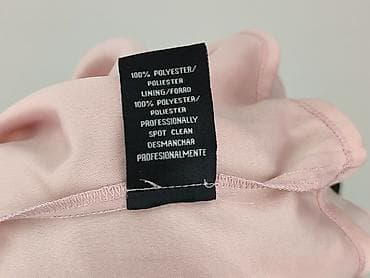 100% POLYESTER/
POLIESTER
LINING/FORRO
100% POLYESTER/
POLIESTER
PROFESSIONALLY
SPOT CLEAN
DESMANCHAR
PROFESIONALMENTE